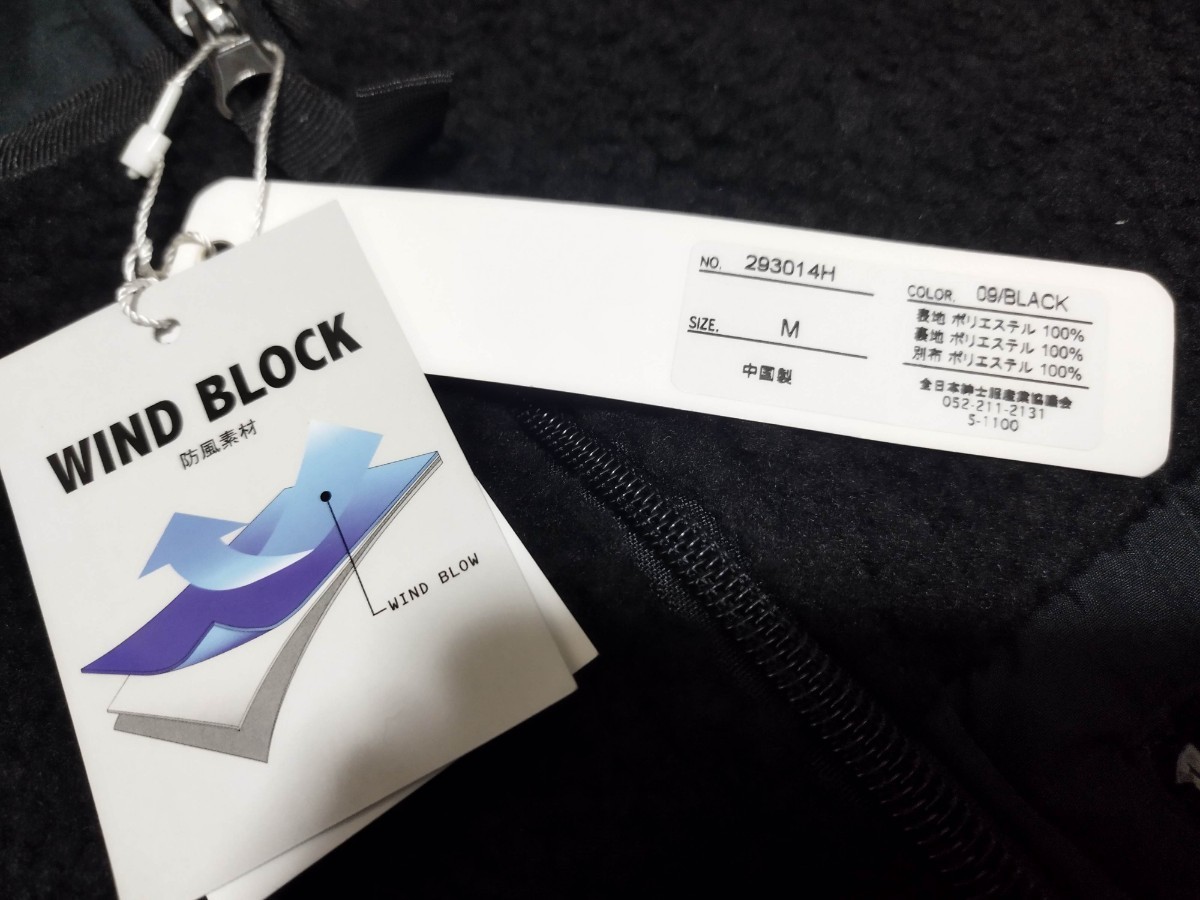 WIND BLOCK
防風素材
WIND BLOW
NO. 293014H
SIZE. M
中国製
COLOR. 09/BLACK
表地 ポリエステル 100%
裏地 ポリエステル 100%
別布 ポリエステル 100%
全日本紳士服産業協議会
052-211-2131
5-1100